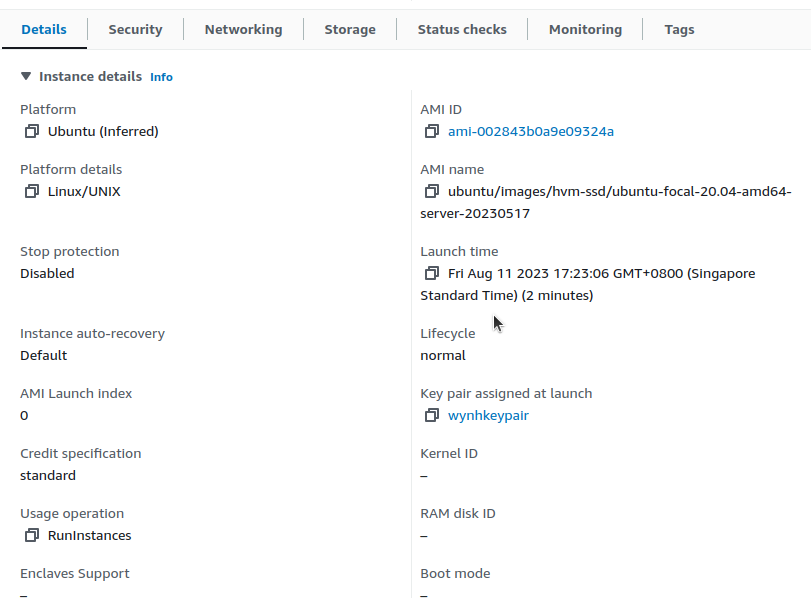 Details Security Networking Storage Status checks Monitoring Tags
Instance details Info
Platform
Ubuntu (Inferred)
AMI ID
ami-002843b0a9e09324a
Platform details
Linux/UNIX
AMI name
ubuntu/images/hvm-ssd/ubuntu-focal-20.04-amd64-
server-20230517
Stop protection
Disabled
Launch time
Fri Aug 11 2023 17:23:06 GMT+0800 (Singapore
Standard Time) (2 minutes)
Instance auto-recovery
Default
Lifecycle
normal
AMI Launch index
0
Key pair assigned at launch
wynhkeypair
Credit specification
standard
Kernel ID
–
Usage operation
RunInstances
RAM disk ID
–
Enclaves Support
–
Boot mode
–